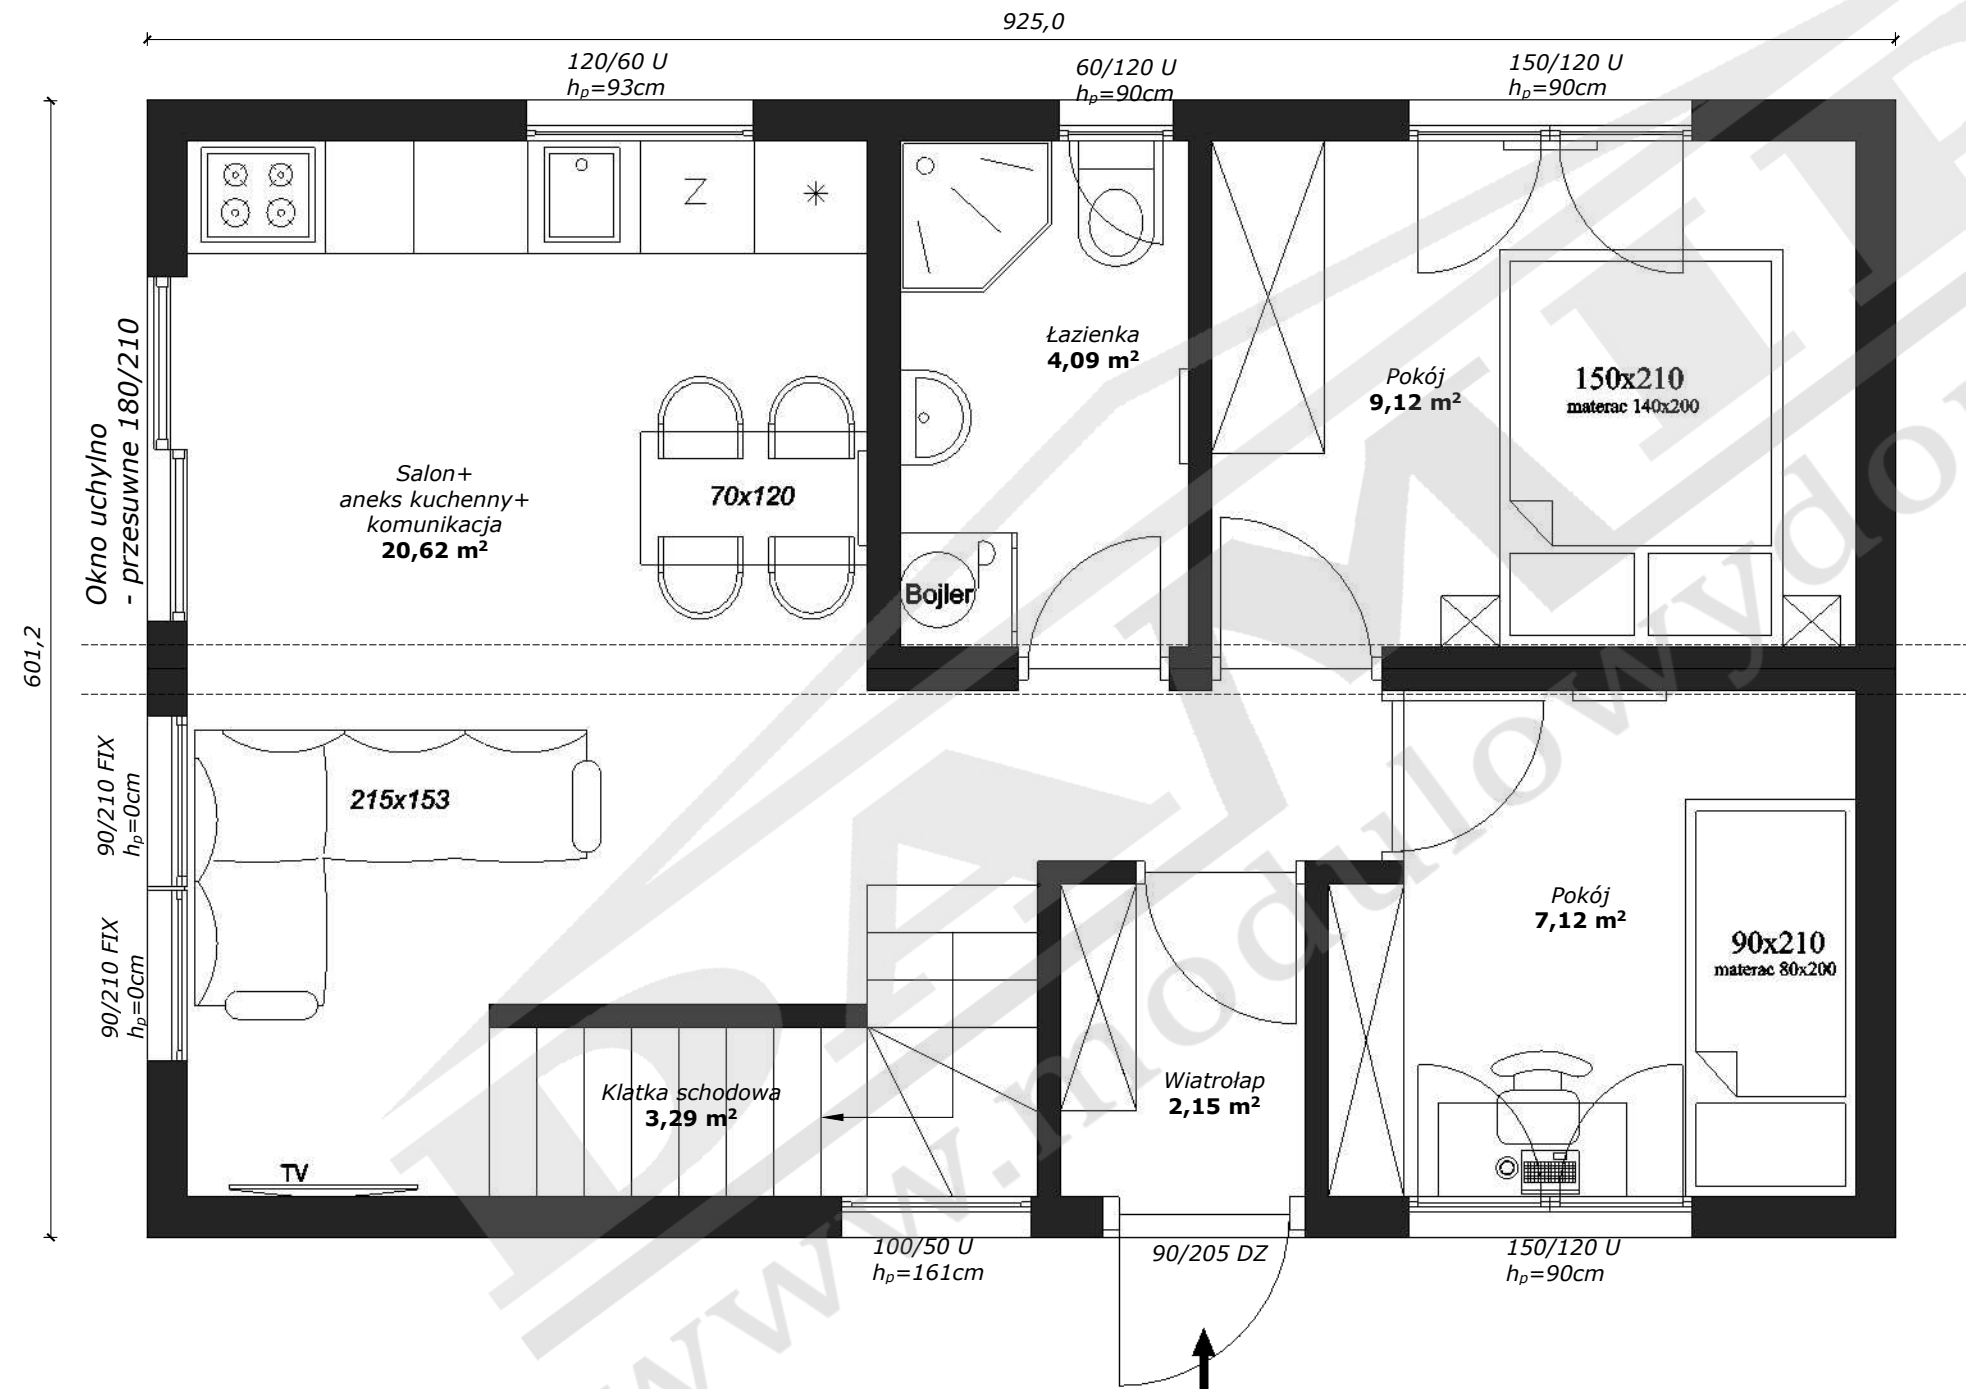 925,0
120/60 U
hₚ=93cm
60/120 U
hₚ=90cm
150/120 U
hₚ=90cm
601,2
Okno uchylno
- przesuwne 180/210
Z
Łazienka
4,09 m²
Pokój
9,12 m²
150x210
materac 140x200
Salon+
aneks kuchenny+
komunikacja
20,62 m²
70x120
Bojler
90/210 FIX
hₚ=0cm
215x153
90/210 FIX
hₚ=0cm
Pokój
7,12 m²
90x210
materac 80x200
Klatka schodowa
3,29 m²
Wiatrołap
2,15 m²
TV
100/50 U
hₚ=161cm
90/205 DZ
150/120 U
hₚ=90cm